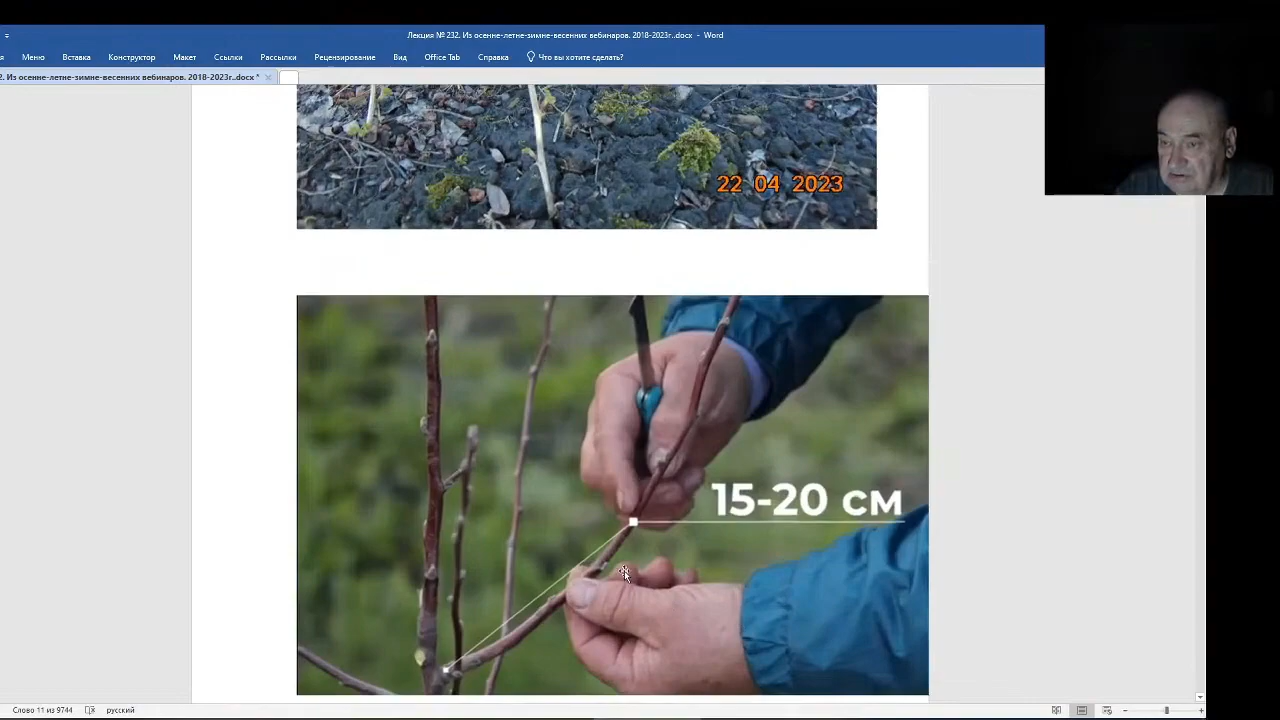 Лекция № 232. Из осенне-летне-зимне-весенних вебинаров. 2018-2023г..docx - Word
я Меню Вставка Конструктор Макет Ссылки Рассылки Рецензирование Вид Office Tab Справка Что вы хотите сделать?
2. Из осенне-летне-зимне-весенних вебинаров. 2018-2023г..docx *
22 04 2023
15-20 см
Слово 11 из 9744 русский